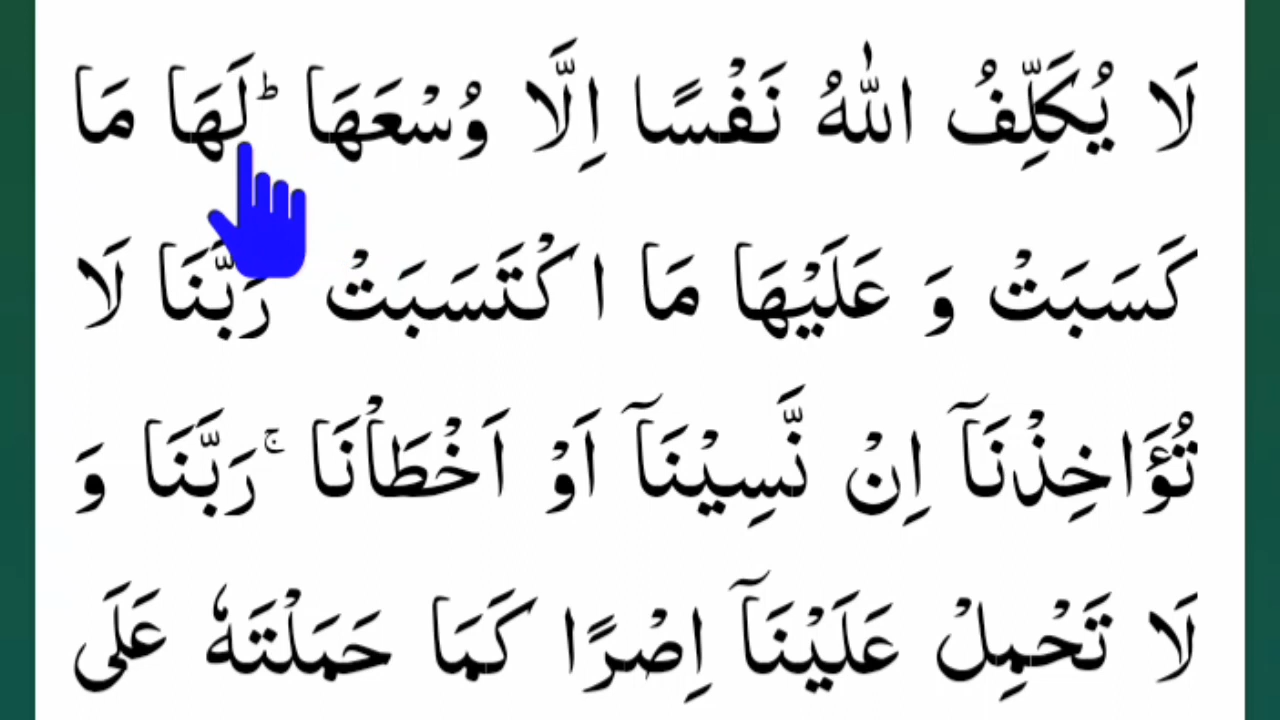 لَا يُكَلِّفُ اللّٰهُ نَفْسًا اِلَّا وُسْعَهَا ؕ لَهَا مَا
كَسَبَتْ وَ عَلَيْهَا مَا اكْتَسَبَتْ رَبَّنَا لَا
تُؤَاخِذْنَاۤ اِنْ نَّسِيْنَاۤ اَوْ اَخْطَاْنَا ۚ رَبَّنَا وَ
لَا تَحْمِلْ عَلَيْنَاۤ اِصْرًا كَمَا حَمَلْتَهٗ عَلَى